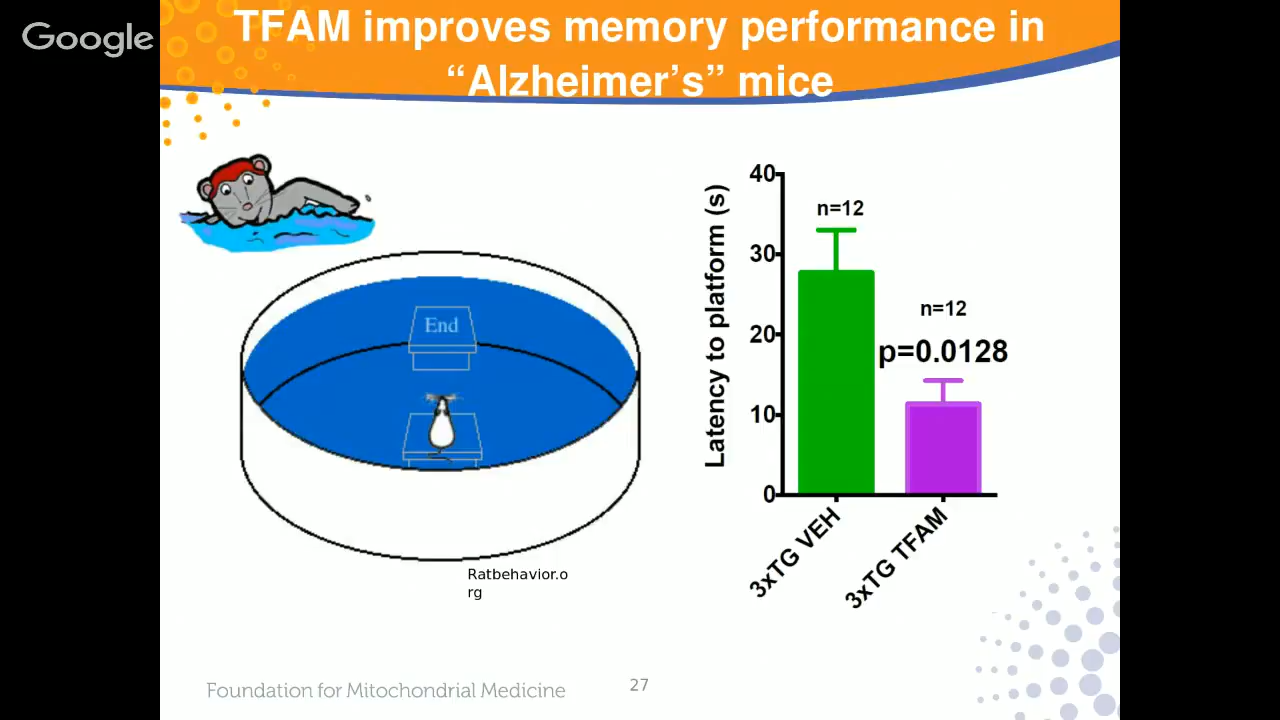 Google
TFAM improves memory performance in
“Alzheimer’s” mice
End
Ratbehavior.o
rg
Latency to platform (s)
40
30
20
10
0
n=12
n=12
p=0.0128
3xTG VEH
3xTG TFAM
Foundation for Mitochondrial Medicine
27